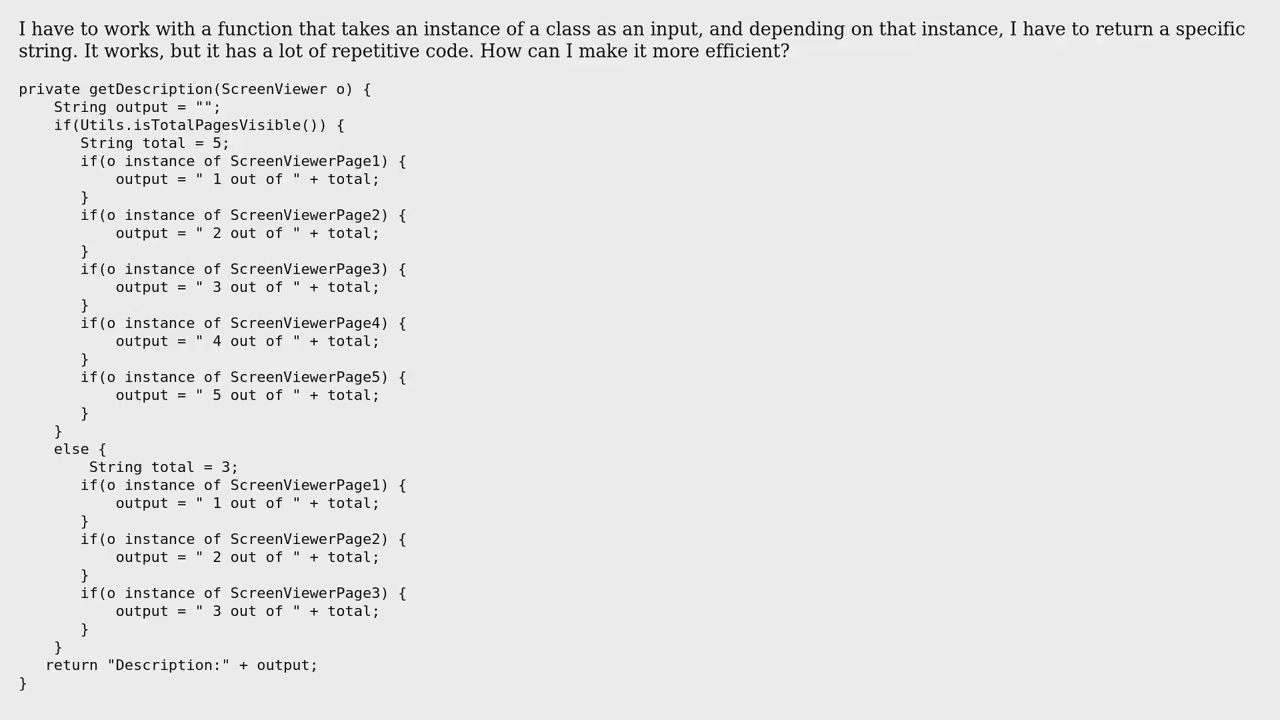 I have to work with a function that takes an instance of a class as an input, and depending on that instance, I have to return a specific
string. It works, but it has a lot of repetitive code. How can I make it more efficient?
private getDescription(ScreenViewer o) {
    String output = "";
    if(Utils.isTotalPagesVisible()) {
       String total = 5;
       if(o instance of ScreenViewerPage1) {
           output = " 1 out of " + total;
       }
       if(o instance of ScreenViewerPage2) {
           output = " 2 out of " + total;
       }
       if(o instance of ScreenViewerPage3) {
           output = " 3 out of " + total;
       }
       if(o instance of ScreenViewerPage4) {
           output = " 4 out of " + total;
       }
       if(o instance of ScreenViewerPage5) {
           output = " 5 out of " + total;
       }
    }
    else {
        String total = 3;
       if(o instance of ScreenViewerPage1) {
           output = " 1 out of " + total;
       }
       if(o instance of ScreenViewerPage2) {
           output = " 2 out of " + total;
       }
       if(o instance of ScreenViewerPage3) {
           output = " 3 out of " + total;
       }
    }
   return "Description:" + output;
}